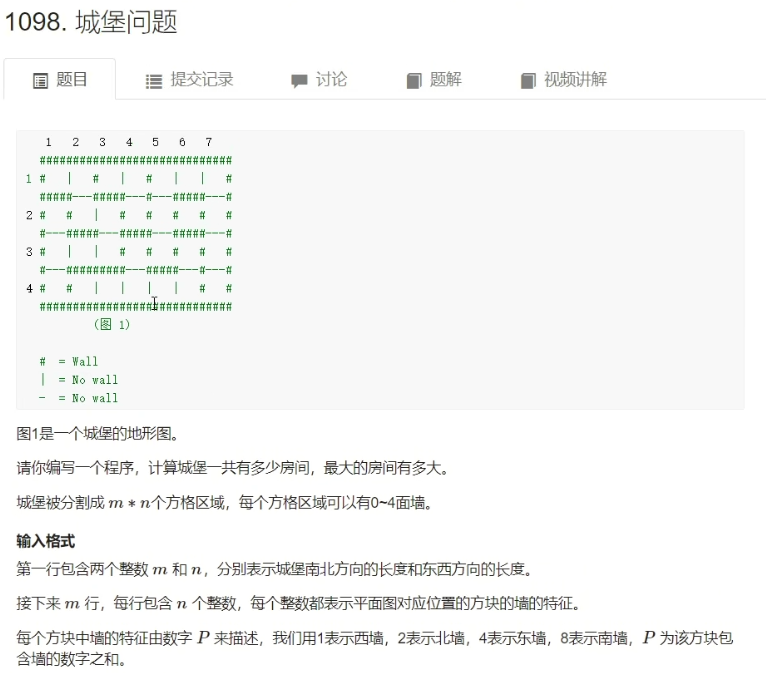 1098. 城堡问题
题目 提交记录 讨论 题解 视频讲解
1 2 3 4 5 6 7
#############################
1 # | # | # | | #
#####---#####---#---#####---#
2 # # | # # # # #
#---#####---#####---#####---#
3 # | | # # # # #
#---#########---#####---#---#
4 # # | | | | # #
#############################
(图 1)
# = Wall
| = No wall
- = No wall
图1是一个城堡的地形图。
请你编写一个程序，计算城堡一共有多少房间，最大的房间有多大。
城堡被分割成 m * n个方格区域，每个方格区域可以有0~4面墙。
输入格式
第一行包含两个整数 m 和 n，分别表示城堡南北方向的长度和东西方向的长度。
接下来 m 行，每行包含 n 个整数，每个整数都表示平面图对应位置的方块的墙的特征。
每个方块中墙的特征由数字 P 来描述，我们用1表示西墙，2表示北墙，4表示东墙，8表示南墙，P 为该方块包
含墙的数字之和。